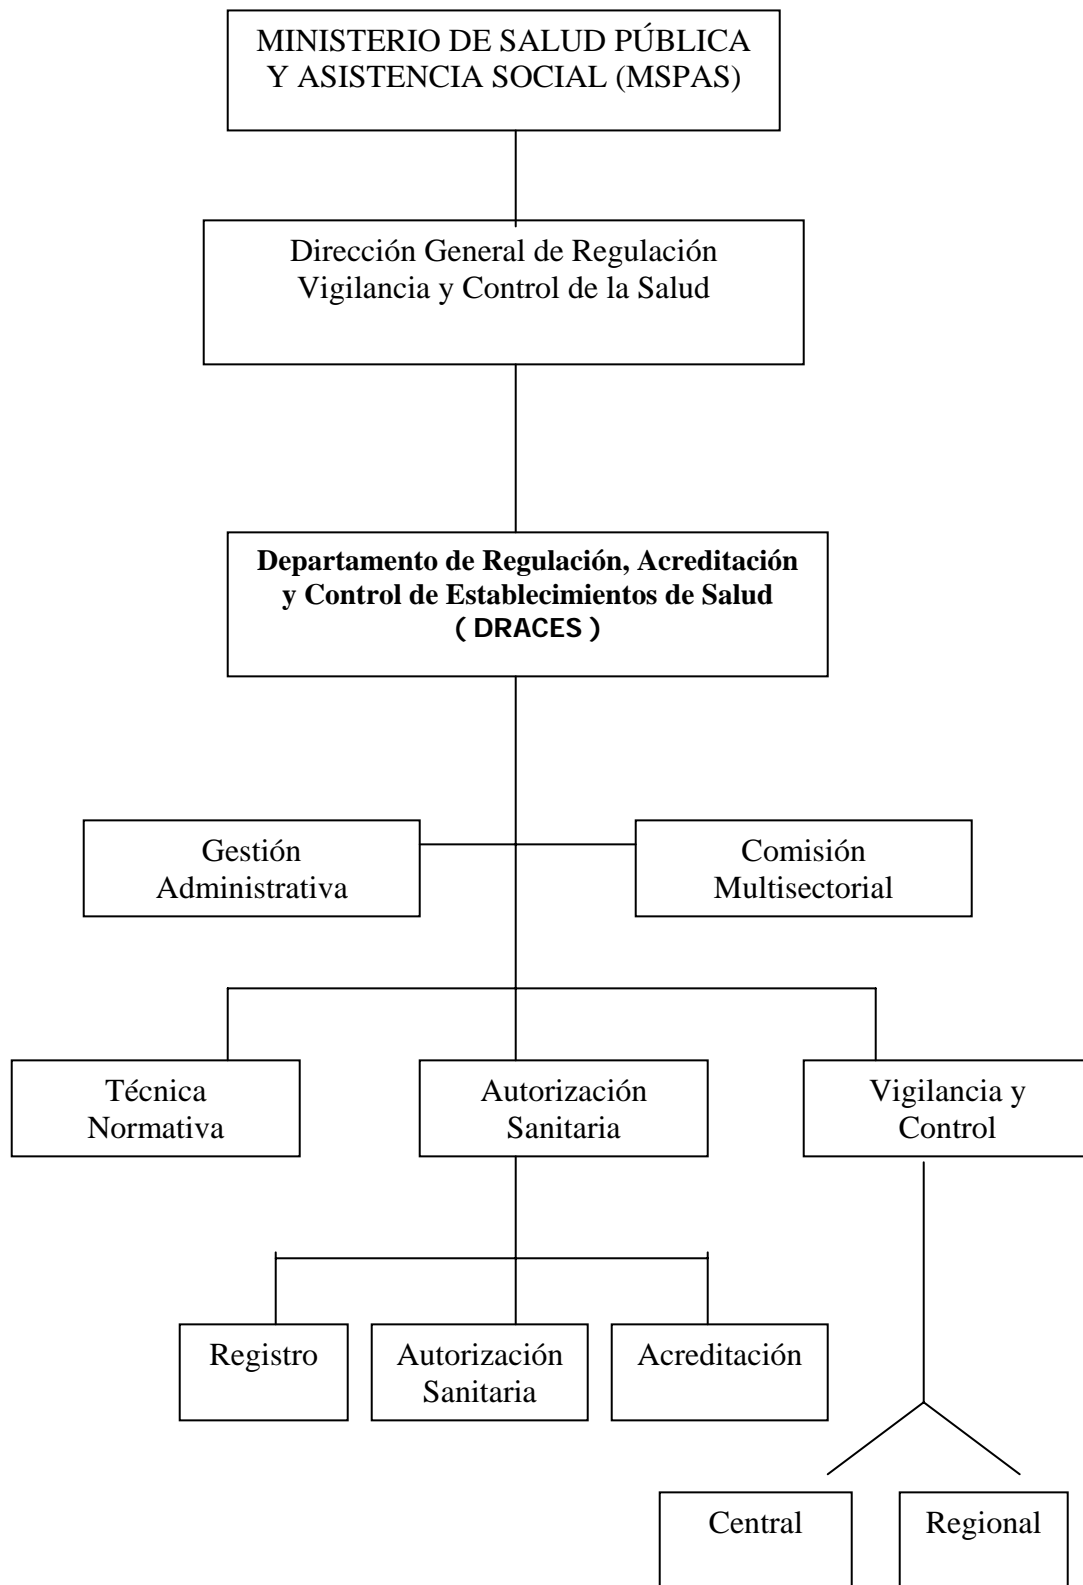 MINISTERIO DE SALUD PÚBLICA
Y ASISTENCIA SOCIAL (MSPAS)
Dirección General de Regulación
Vigilancia y Control de la Salud
Departamento de Regulación, Acreditación
y Control de Establecimientos de Salud
( DRACES )
Gestión
Administrativa
Comisión
Multisectorial
Técnica
Normativa
Autorización
Sanitaria
Vigilancia y
Control
Registro
Autorización
Sanitaria
Acreditación
Central
Regional